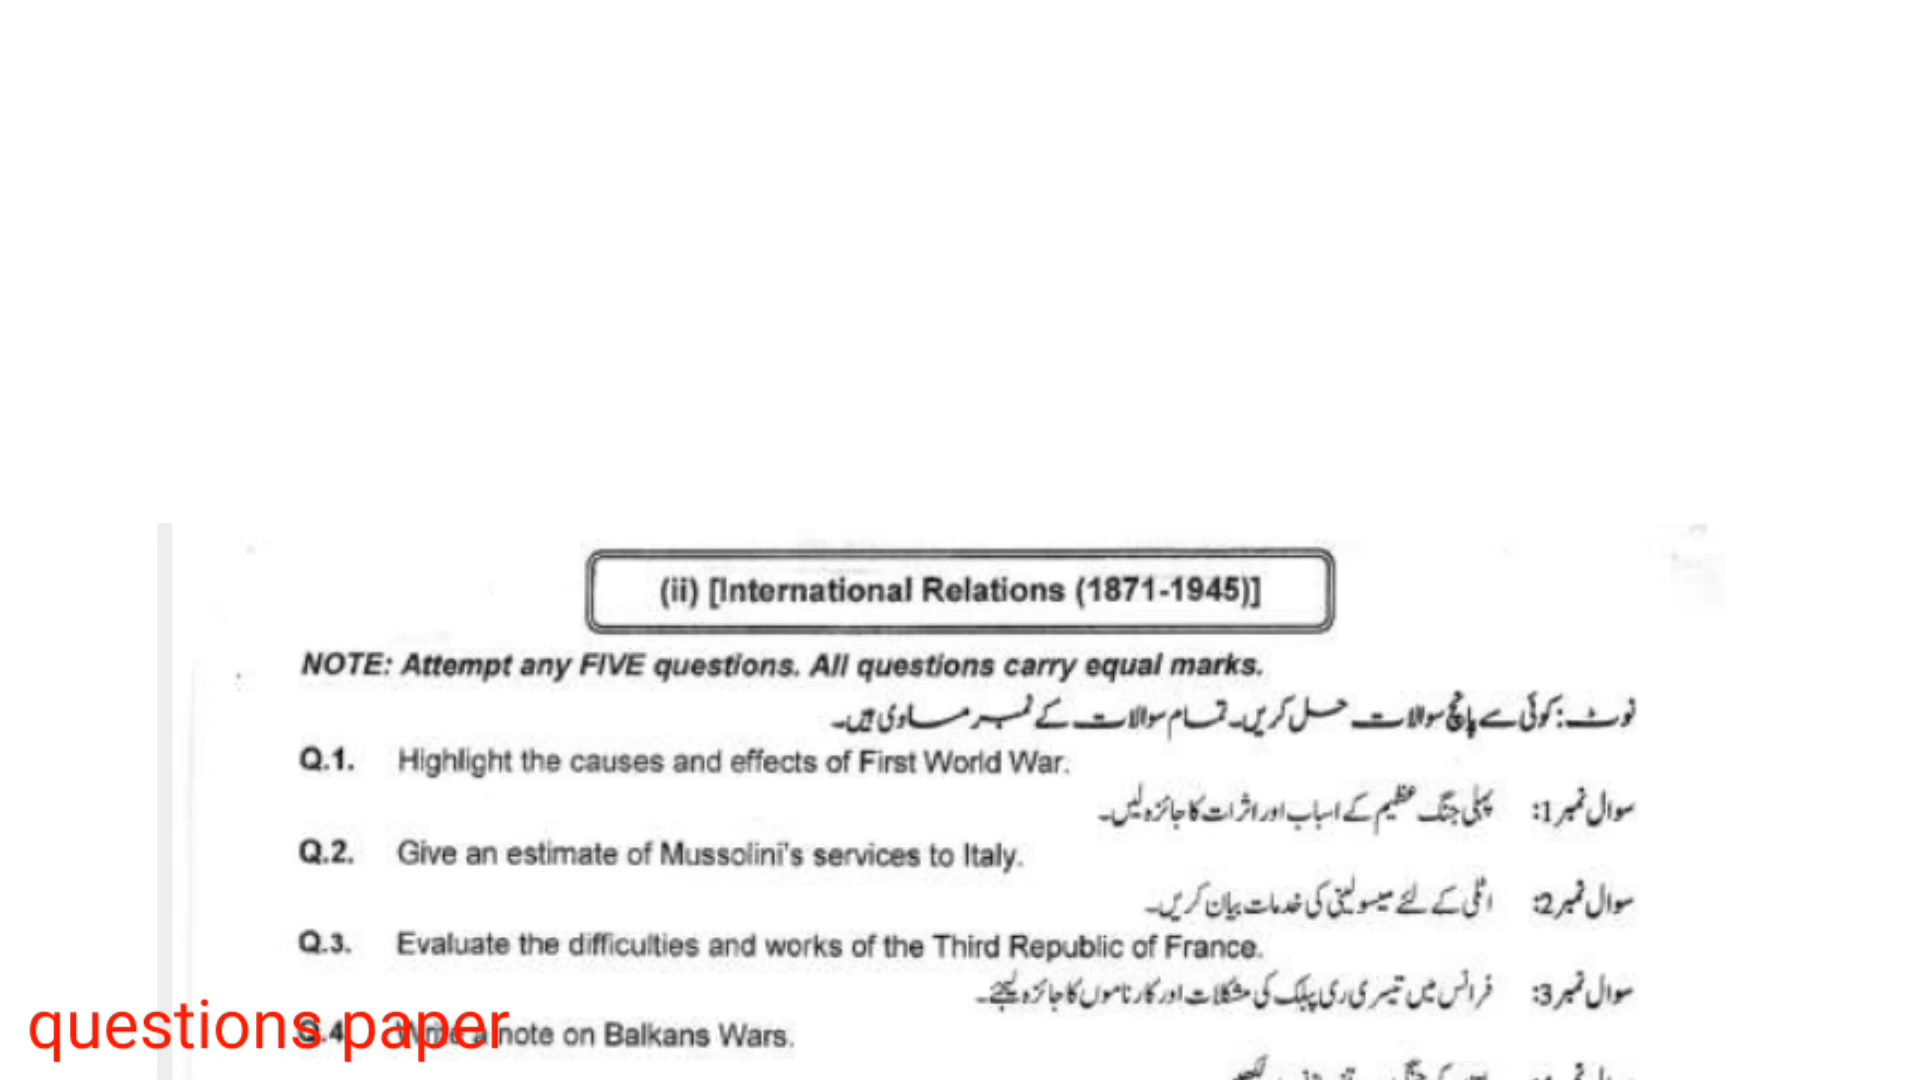 (ii) [International Relations (1871-1945)]
NOTE: Attempt any FIVE questions. All questions carry equal marks.
نوٹ: کوئی سے پانچ سوالات حل کریں۔ تمام سوالات کے نمبر مساوی ہیں۔
Q.1. Highlight the causes and effects of First World War.
سوال نمبر 1: پہلی جنگ عظیم کے اسباب اور اثرات کا جائزہ لیں۔
Q.2. Give an estimate of Mussolini's services to Italy.
سوال نمبر 2: اٹلی کے لئے میسولینی کی خدمات بیان کریں۔
Q.3. Evaluate the difficulties and works of the Third Republic of France.
سوال نمبر 3: فرانس میں تیسری ری پبلک کی مشکلات اور کارناموں کا جائزہ لیجئے۔
Q.4 Write a note on Balkans Wars.
questions paper